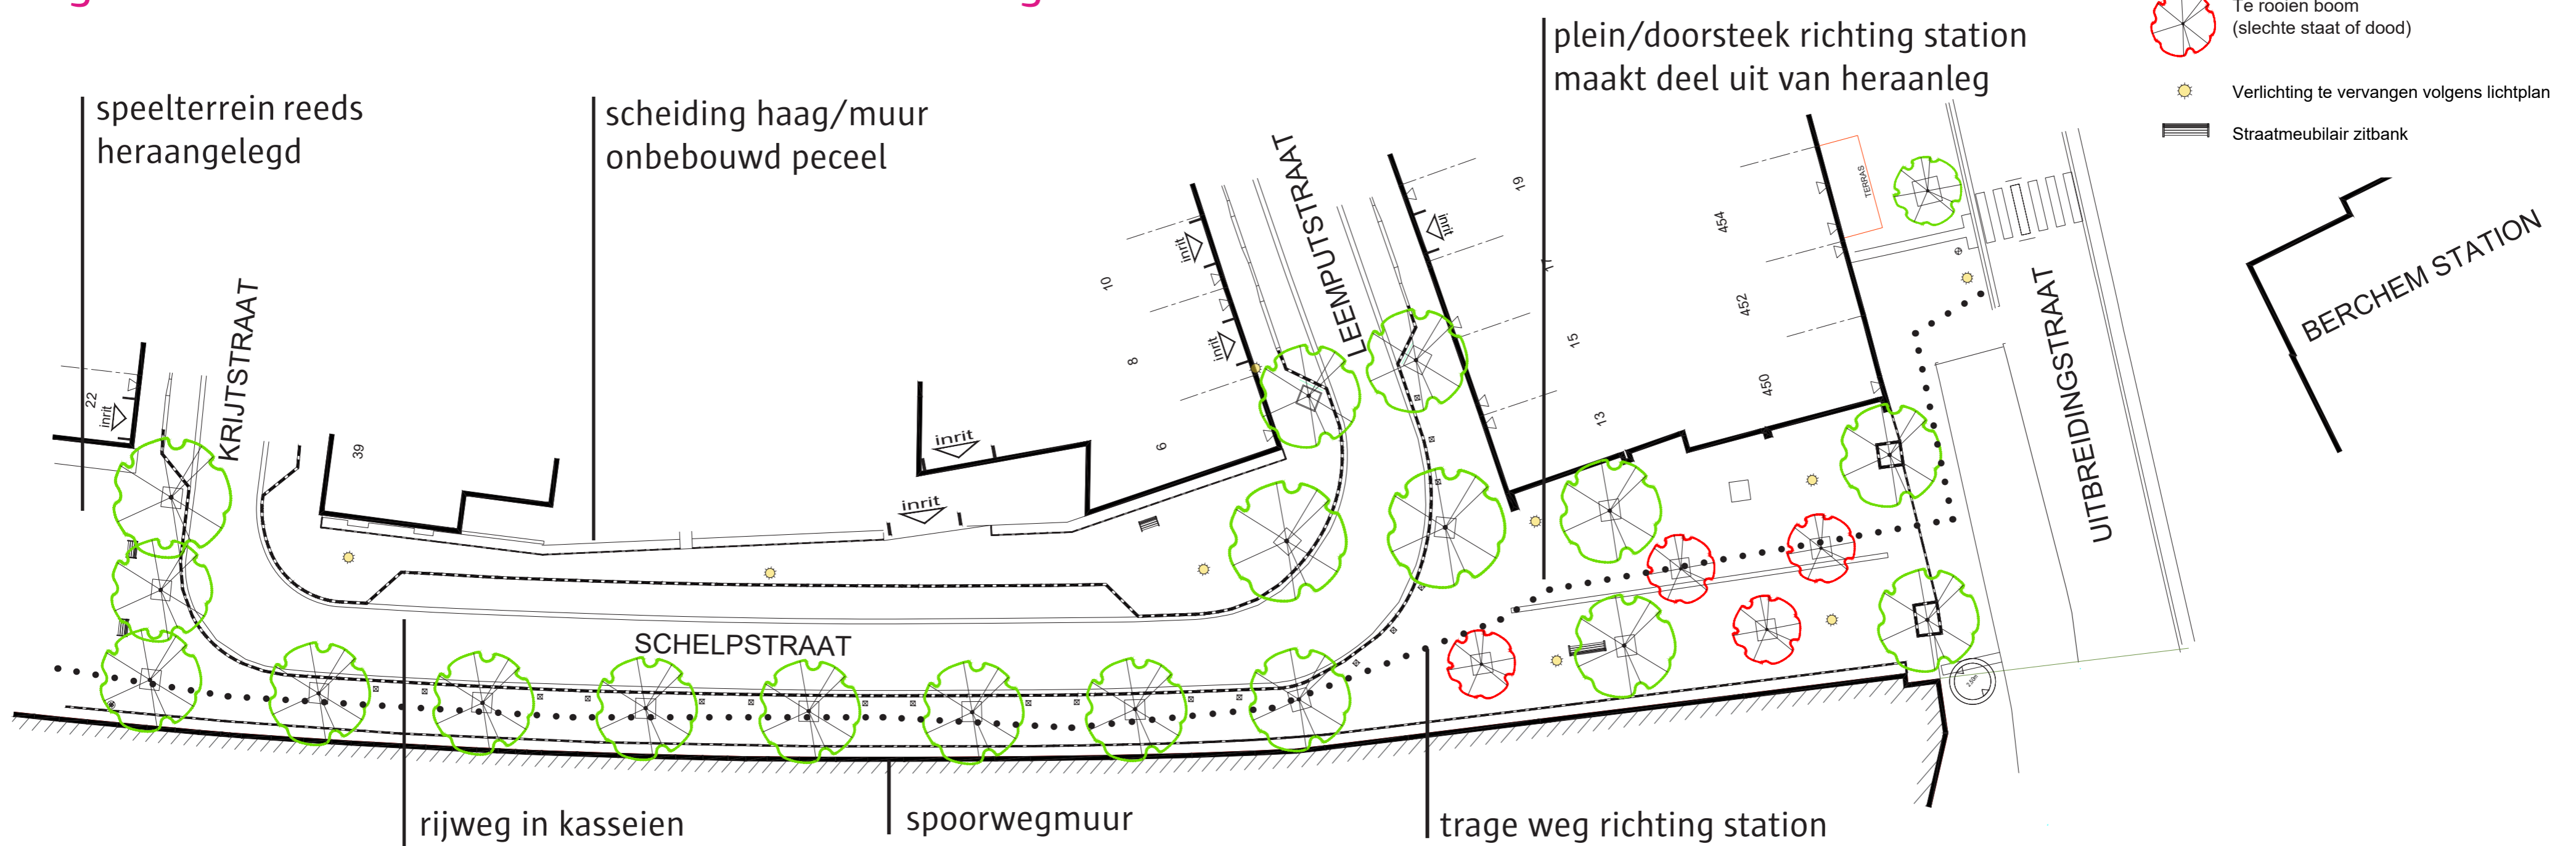 Te rooien boom
(slechte staat of dood)
Verlichting te vervangen volgens lichtplan
Straatmeubilair zitbank
plein/doorsteek richting station
maakt deel uit van heraanleg
speelterrein reeds
heraangelegd
scheiding haag/muur
onbebouwd peceel
LEEMPUTSTRAAT
TERRAS
BERCHEM STATION
UITBREIDINGSTRAAT
KRIJTSTRAAT
22
inrit
39
inrit
inrit
10
8
6
inrit
inrit
19
inrit
17
15
13
454
452
450
SCHELPSTRAAT
rijweg in kasseien
spoorwegmuur
trage weg richting station